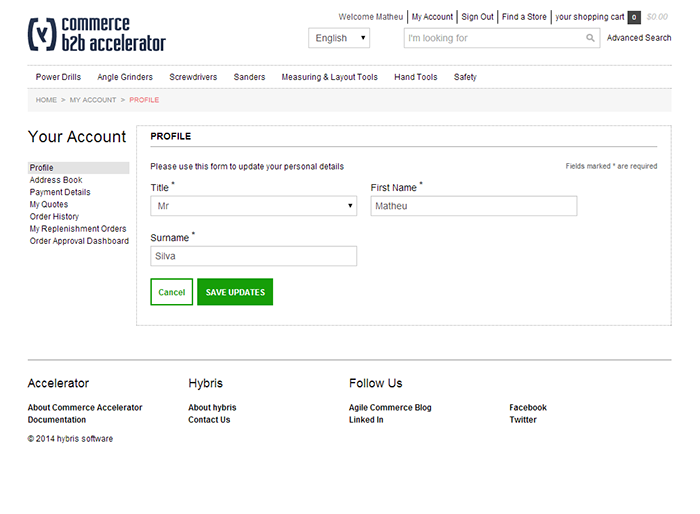 commerce
b2b accelerator
Welcome Matheu | My Account | Sign Out | Find a Store | your shopping cart 0 $0.00
English
I'm looking for
Advanced Search
Power Drills Angle Grinders Screwdrivers Sanders Measuring & Layout Tools Hand Tools Safety
HOME > MY ACCOUNT > PROFILE
Your Account
Profile
Address Book
Payment Details
My Quotes
Order History
My Replenishment Orders
Order Approval Dashboard
PROFILE
Please use this form to update your personal details
Fields marked * are required
Title *
Mr
First Name *
Matheu
Surname *
Silva
Cancel
SAVE UPDATES
Accelerator
About Commerce Accelerator
Documentation
Hybris
About hybris
Contact Us
Follow Us
Agile Commerce Blog
Linked In
Facebook
Twitter
© 2014 hybris software